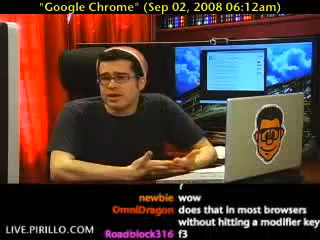 "Google Chrome" (Sep 02, 2008 06:12am)
newbie wow
OmniDragon does that in most browsers
without hitting a modifier key
LIVE.PIRILLO.COM Roadblock316 f3